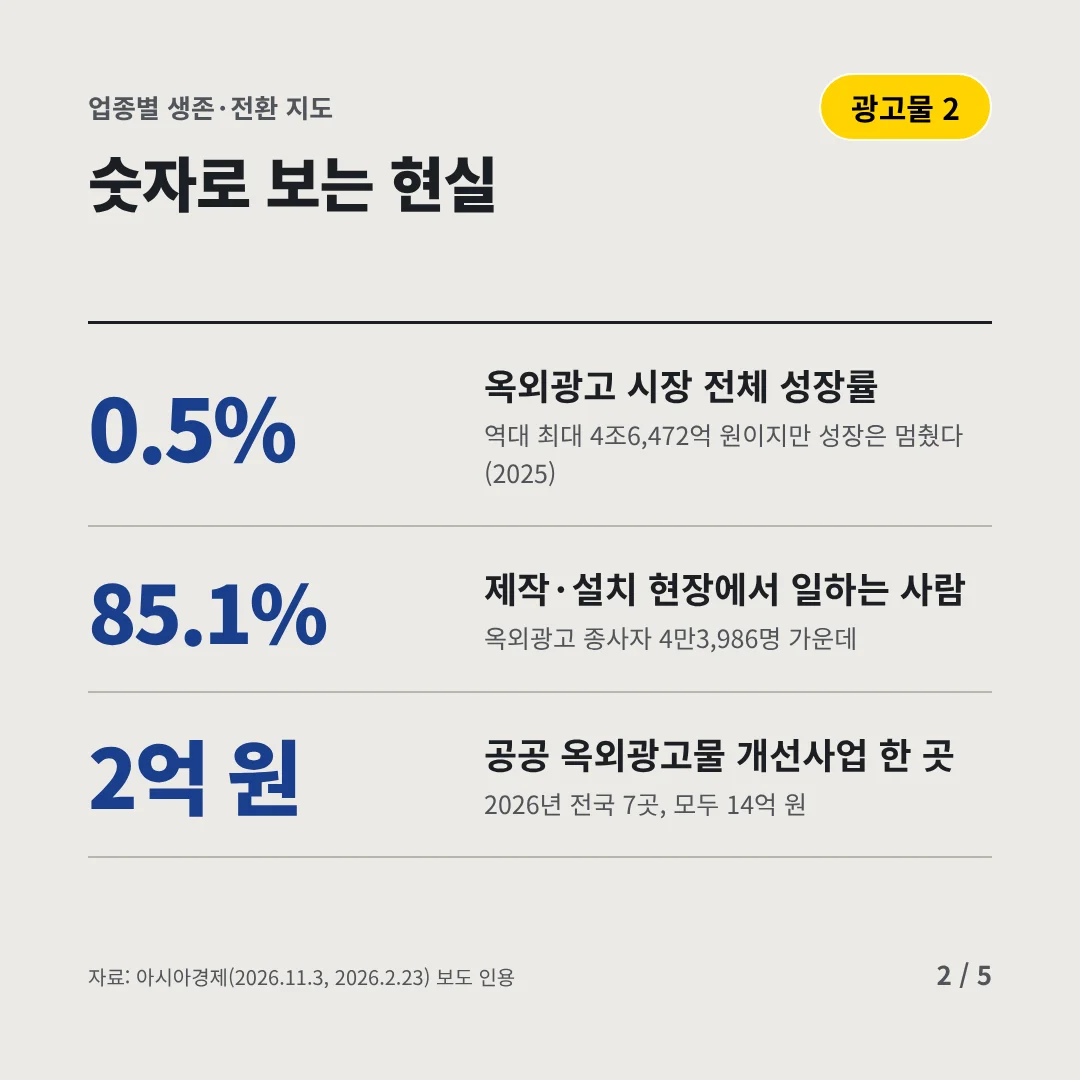 업종별 생존·전환 지도
광고물 2
숫자로 보는 현실
0.5%
옥외광고 시장 전체 성장률
역대 최대 4조6,472억 원이지만 성장은 멈췄다
(2025)
85.1%
제작·설치 현장에서 일하는 사람
옥외광고 종사자 4만3,986명 가운데
2억 원
공공 옥외광고물 개선사업 한 곳
2026년 전국 7곳, 모두 14억 원
자료: 아시아경제(2026.11.3, 2026.2.23) 보도 인용
2 / 5